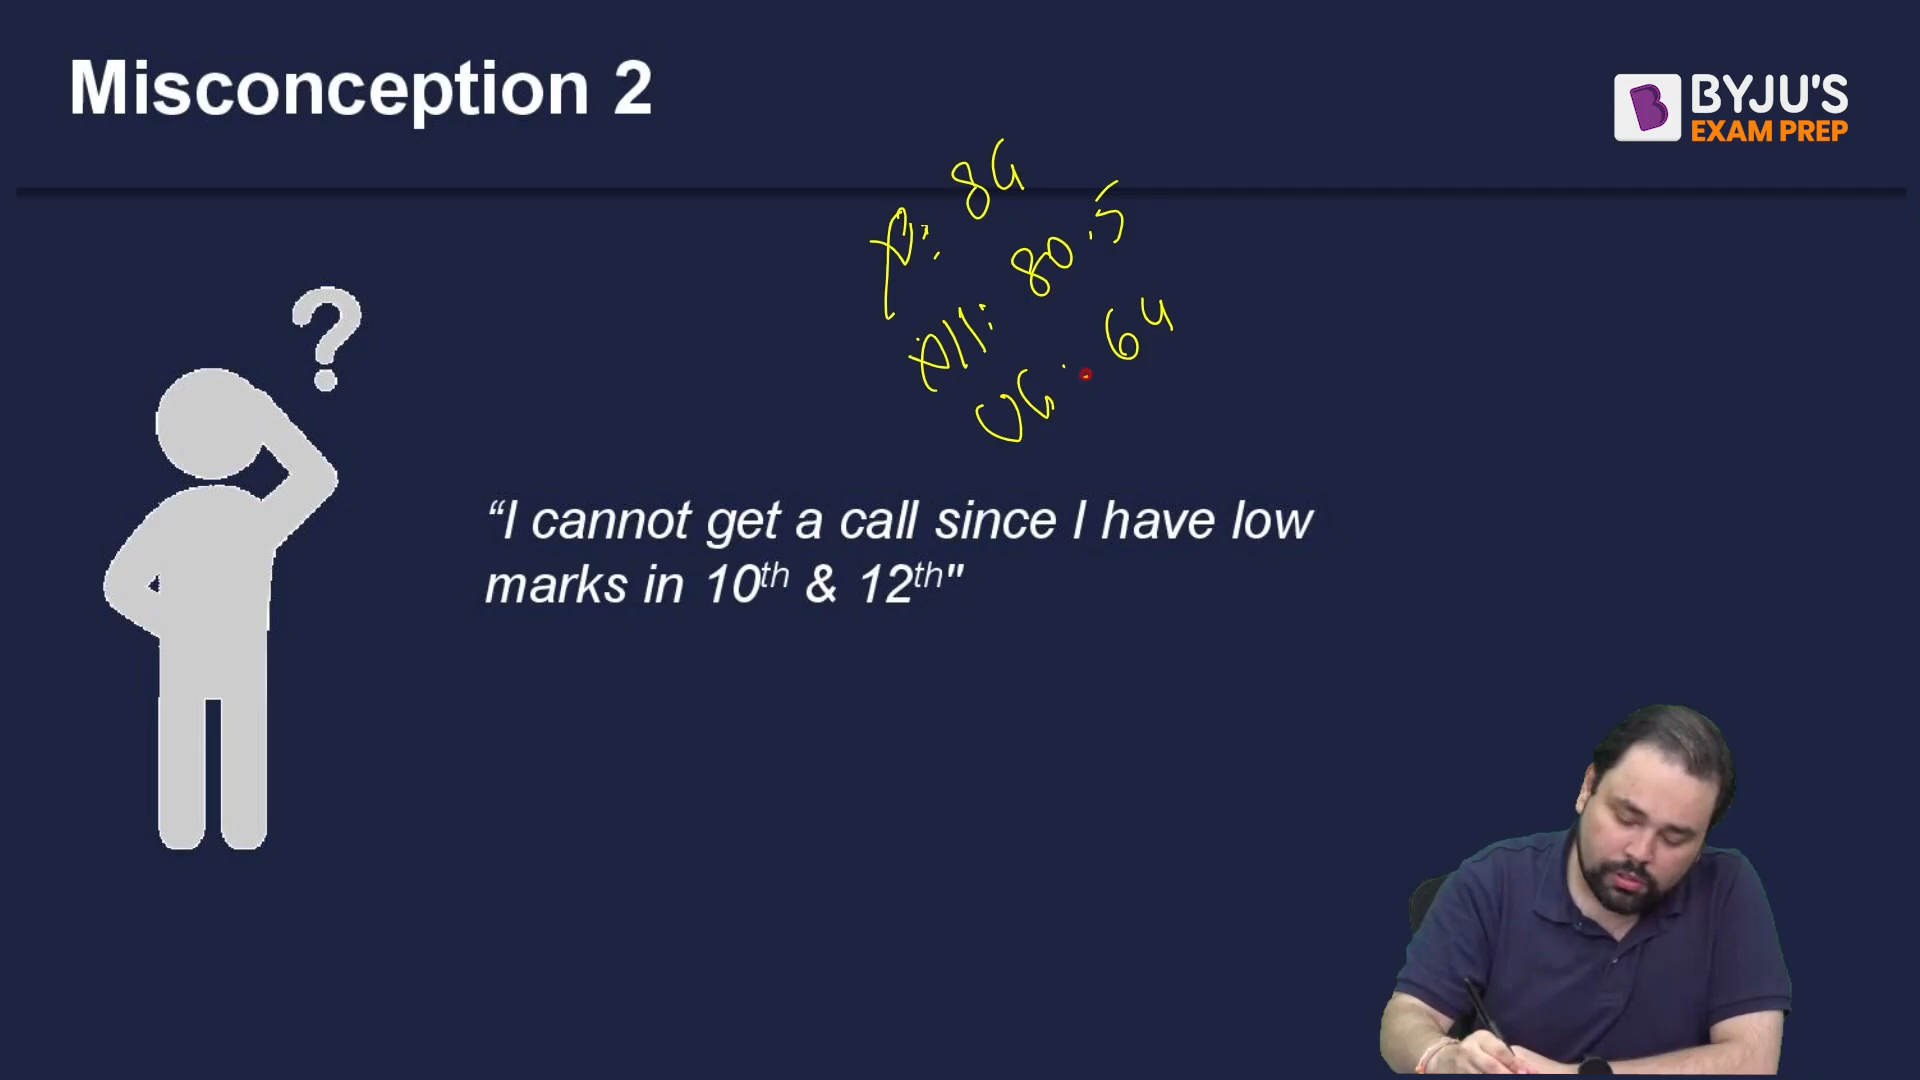 Misconception 2
BYJU'S
EXAM PREP
X: 84
XII: 80.5
UG: 64
?
“I cannot get a call since I have low
marks in 10th & 12th"